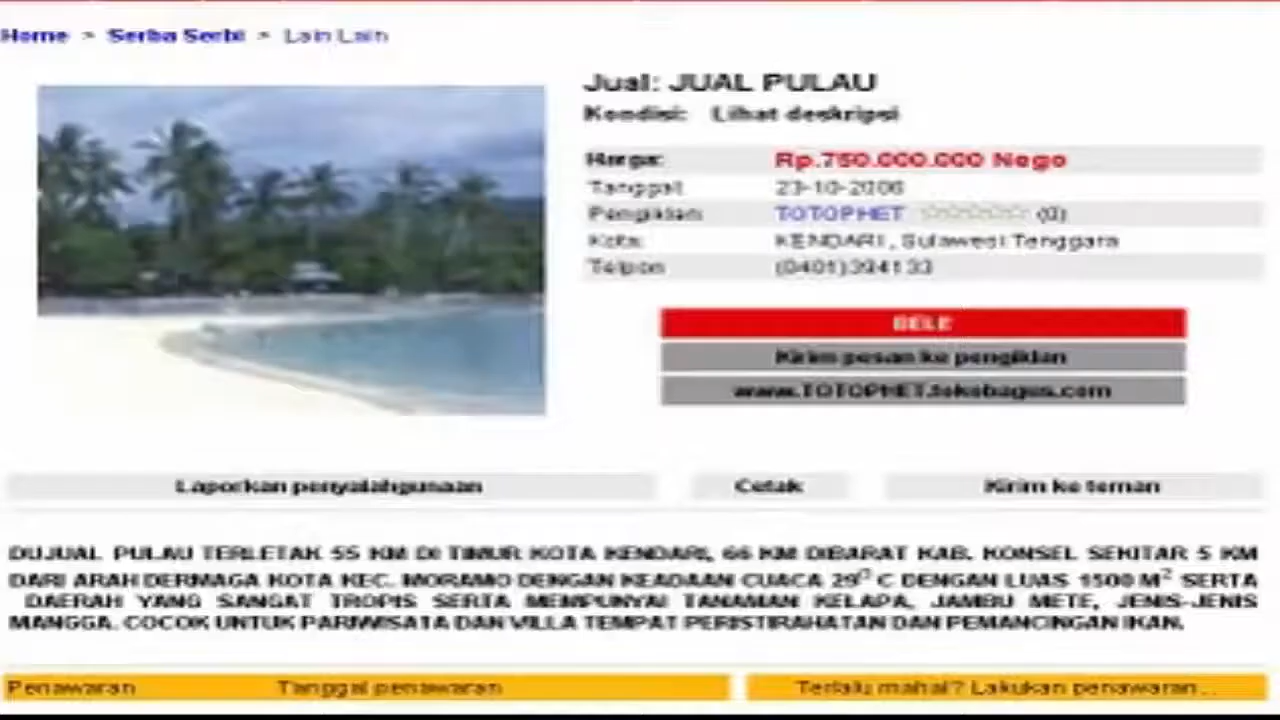 Home > Serba Serbi > Lain Lain
Jual: JUAL PULAU
Kondisi: Lihat deskripsi
Harga: Rp.750.000.000 Nego
Tanggal 23-10-2006
Pengiklan TOTOPHET (0)
Kota: KENDARI, Sulawesi Tenggara
Telpon (0401)394133
Kirim pesan ke pengiklan
www.TOTOPHET.tokobagus.com
Laporkan penyalahgunaan Cetak Kirim ke teman
DIJUAL PULAU TERLETAK 55 KM DI TIMUR KOTA KENDARI, 66 KM DIBARAT KAB. KONSEL SEKITAR 5 KM
DARI ARAH DERMAGA KOTA KEC. MORAMO DENGAN KEADAAN CUACA 29° C DENGAN LUAS 1500 M² SERTA
DAERAH YANG SANGAT TROPIS SERTA MEMPUNYAI TANAMAN KELAPA, JAMBU METE, JENIS-JENIS
MANGGA. COCOK UNTUK PARIWISATA DAN VILLA TEMPAT PERISTIRAHATAN DAN PEMANCINGAN IKAN.
Penawaran Tanggal penawaran Terlalu mahal? Lakukan penawaran...